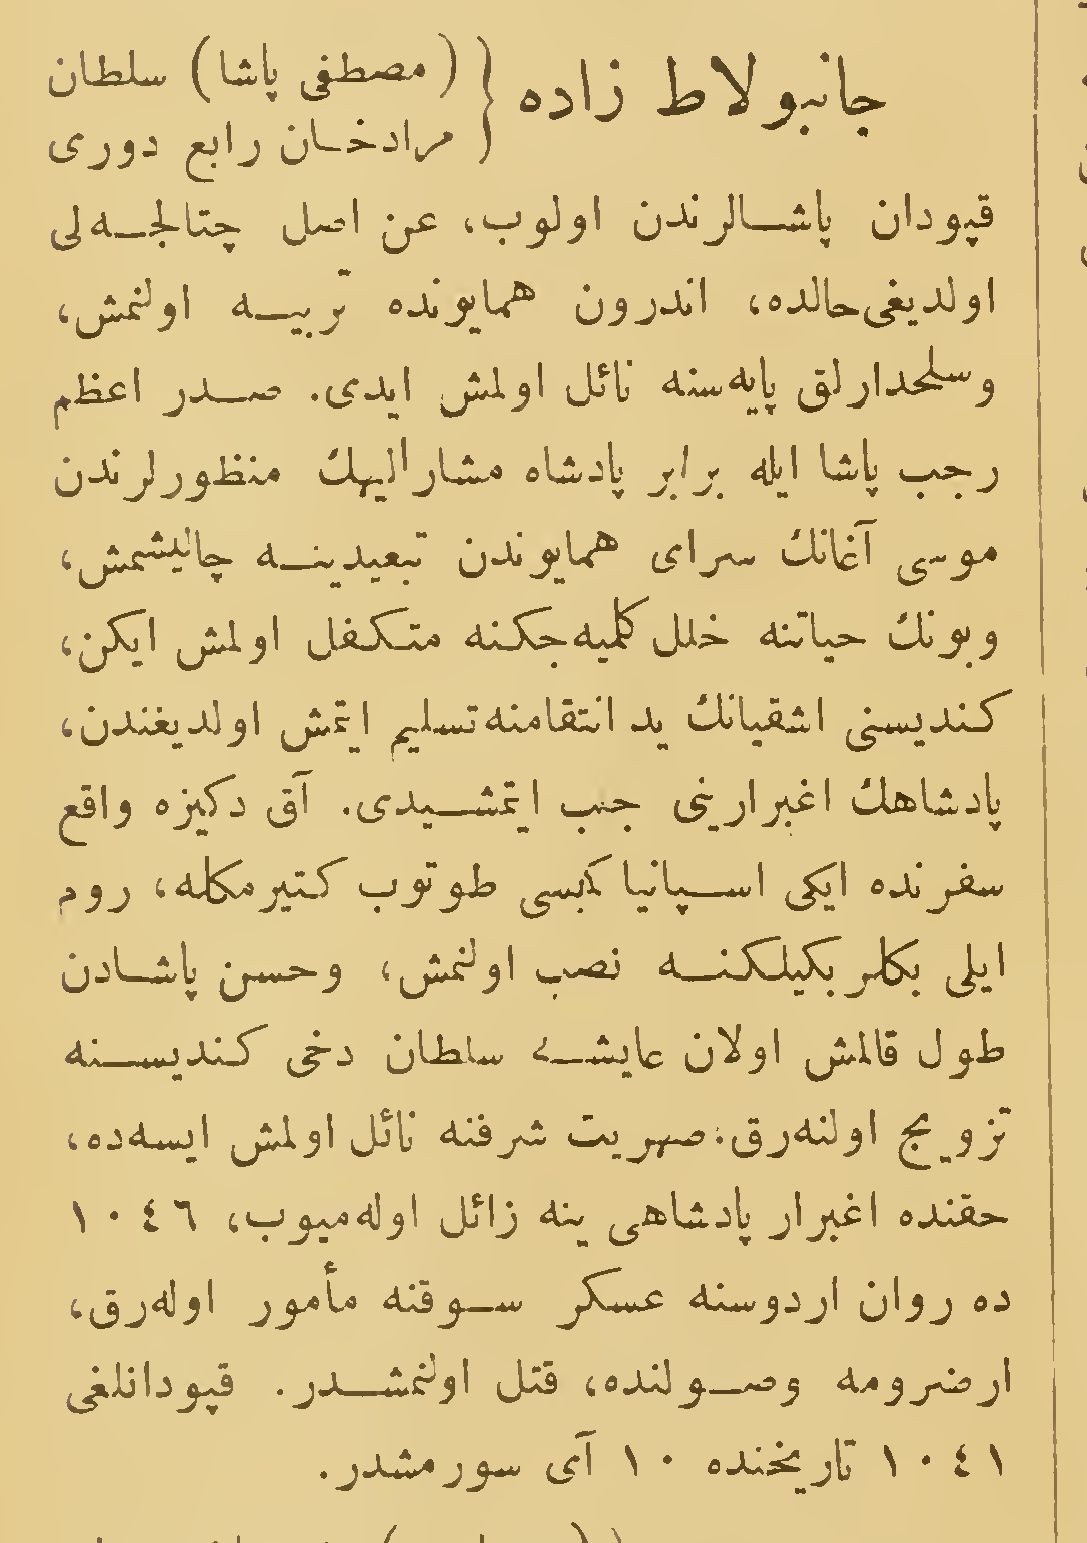 جانبولاط زاده {(مصطفى پاشا) سلطان
مرادخان رابع دوری
قپودان پاشالرندن اولوب، عن اصل چتالجه‌لی
اولدیغی‌حالده، اندرون همایونده تربیه اولنمش،
وسلحدارلق پایه‌سنه نائل اولمش ایدی. صدر اعظم
رجب پاشا ایله برابر پادشاه مشارالیهك منظورلرندن
موسی آغانك سرای همایوندن تبعیدینه چالیشمش،
وبونك حیاتنه خلل کلمیه‌جکنه متکفل اولمش ایکن،
کندیسنی اشقیانك ید انتقامنه تسلیم ایتمش اولدیغندن،
پادشاهك اغبرارینی جلب ایتمشیدی. آق دکیزه واقع
سفرنده ایکی اسپانیا کمیسی طوتوب کتیرمکله، روم
ایلی بکلربکیلکنه نصب اولنمش، وحسن پاشادن
طول قالمش اولان عایشه سلطان دخی کندیسنه
تزویج اولنه‌رق، صهریت شرفنه نائل اولمش ایسه‌ده،
حقنده اغبرار پادشاهی ینه زائل اوله‌میوب، ١٠٤٦
ده روان اردوسنه عسکر سوقنه مأمور اوله‌رق،
ارضرومه وصولنده، قتل اولنمشدر. قپودانلغی
١٠٤١ تاریخنده ١٠ آی سورمشدر.